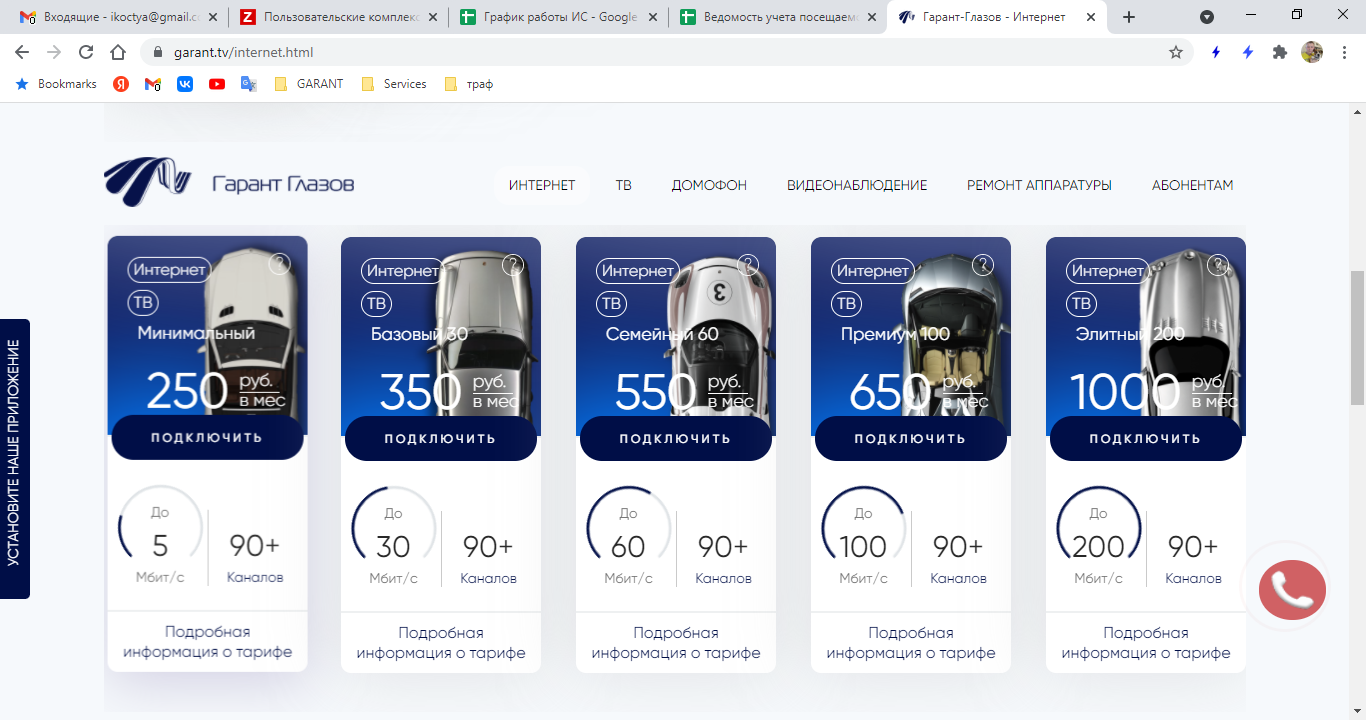 Входящие - ikoctya@gmail.c
Пользовательские комплекс
График работы ИС - Google
Ведомость учета посещаем
Гарант-Глазов - Интернет
garant.tv/internet.html
Bookmarks
GARANT
Services
траф
Гарант Глазов
ИНТЕРНЕТ
ТВ
ДОМОФОН
ВИДЕОНАБЛЮДЕНИЕ
РЕМОНТ АППАРАТУРЫ
АБОНЕНТАМ
УСТАНОВИТЕ НАШЕ ПРИЛОЖЕНИЕ
Интернет
?
ТВ
Минимальный
250 руб.
в мес
ПОДКЛЮЧИТЬ
До
5
Мбит/с
90+
Каналов
Подробная
информация о тарифе
Интернет
?
ТВ
Базовый 30
350 руб.
в мес
ПОДКЛЮЧИТЬ
До
30
Мбит/с
90+
Каналов
Подробная
информация о тарифе
Интернет
?
ТВ
3
Семейный 60
550 руб.
в мес
ПОДКЛЮЧИТЬ
До
60
Мбит/с
90+
Каналов
Подробная
информация о тарифе
Интернет
?
ТВ
Премиум 100
650 руб.
в мес
ПОДКЛЮЧИТЬ
До
100
Мбит/с
90+
Каналов
Подробная
информация о тарифе
Интернет
?
ТВ
Элитный 200
1000 руб.
в мес
ПОДКЛЮЧИТЬ
До
200
Мбит/с
90+
Каналов
Подробная
информация о тарифе